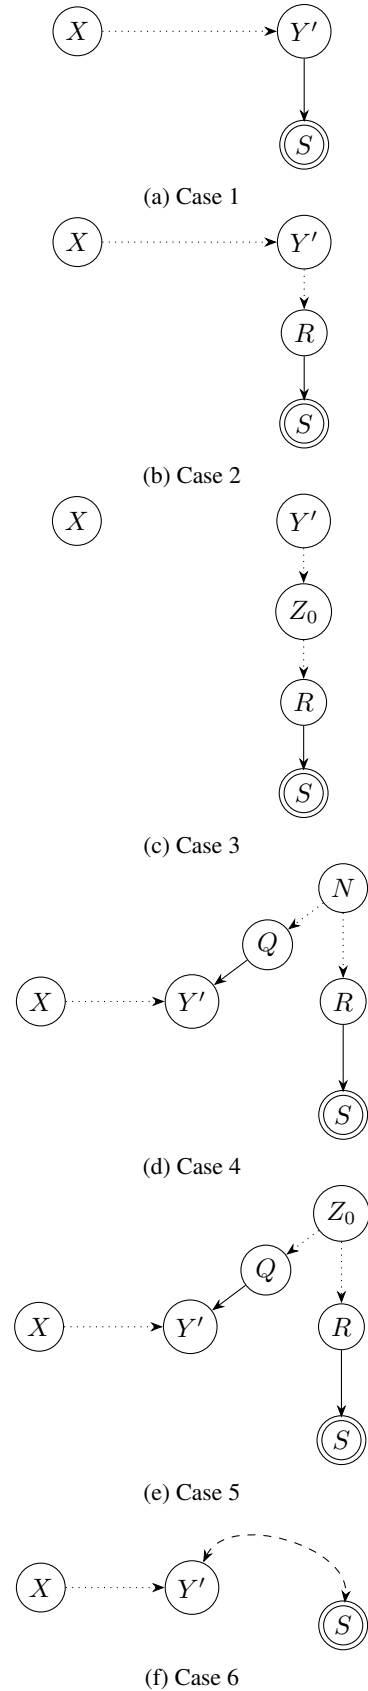 X Y′
S
(a) Case 1
X Y′
R
S
(b) Case 2
X Y′
Z₀
R
S
(c) Case 3
N
Q
X Y′ R
S
(d) Case 4
Z₀
Q
X Y′ R
S
(e) Case 5
X Y′
S
(f) Case 6